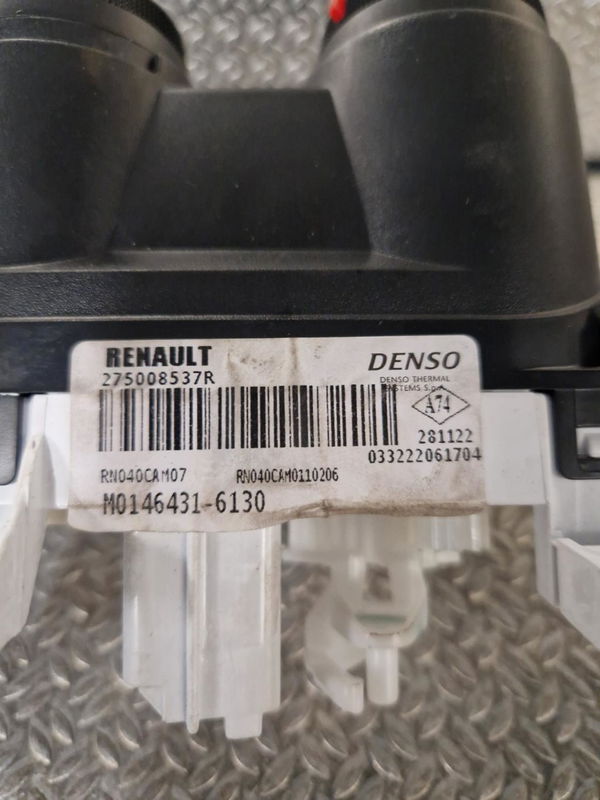 RENAULT
275008537R
DENSO
DENSO THERMAL
SYSTEMS S.p.A.
A74
281122
033222061704
RN040CAM07
RN040CAM0110206
M0146431-6130